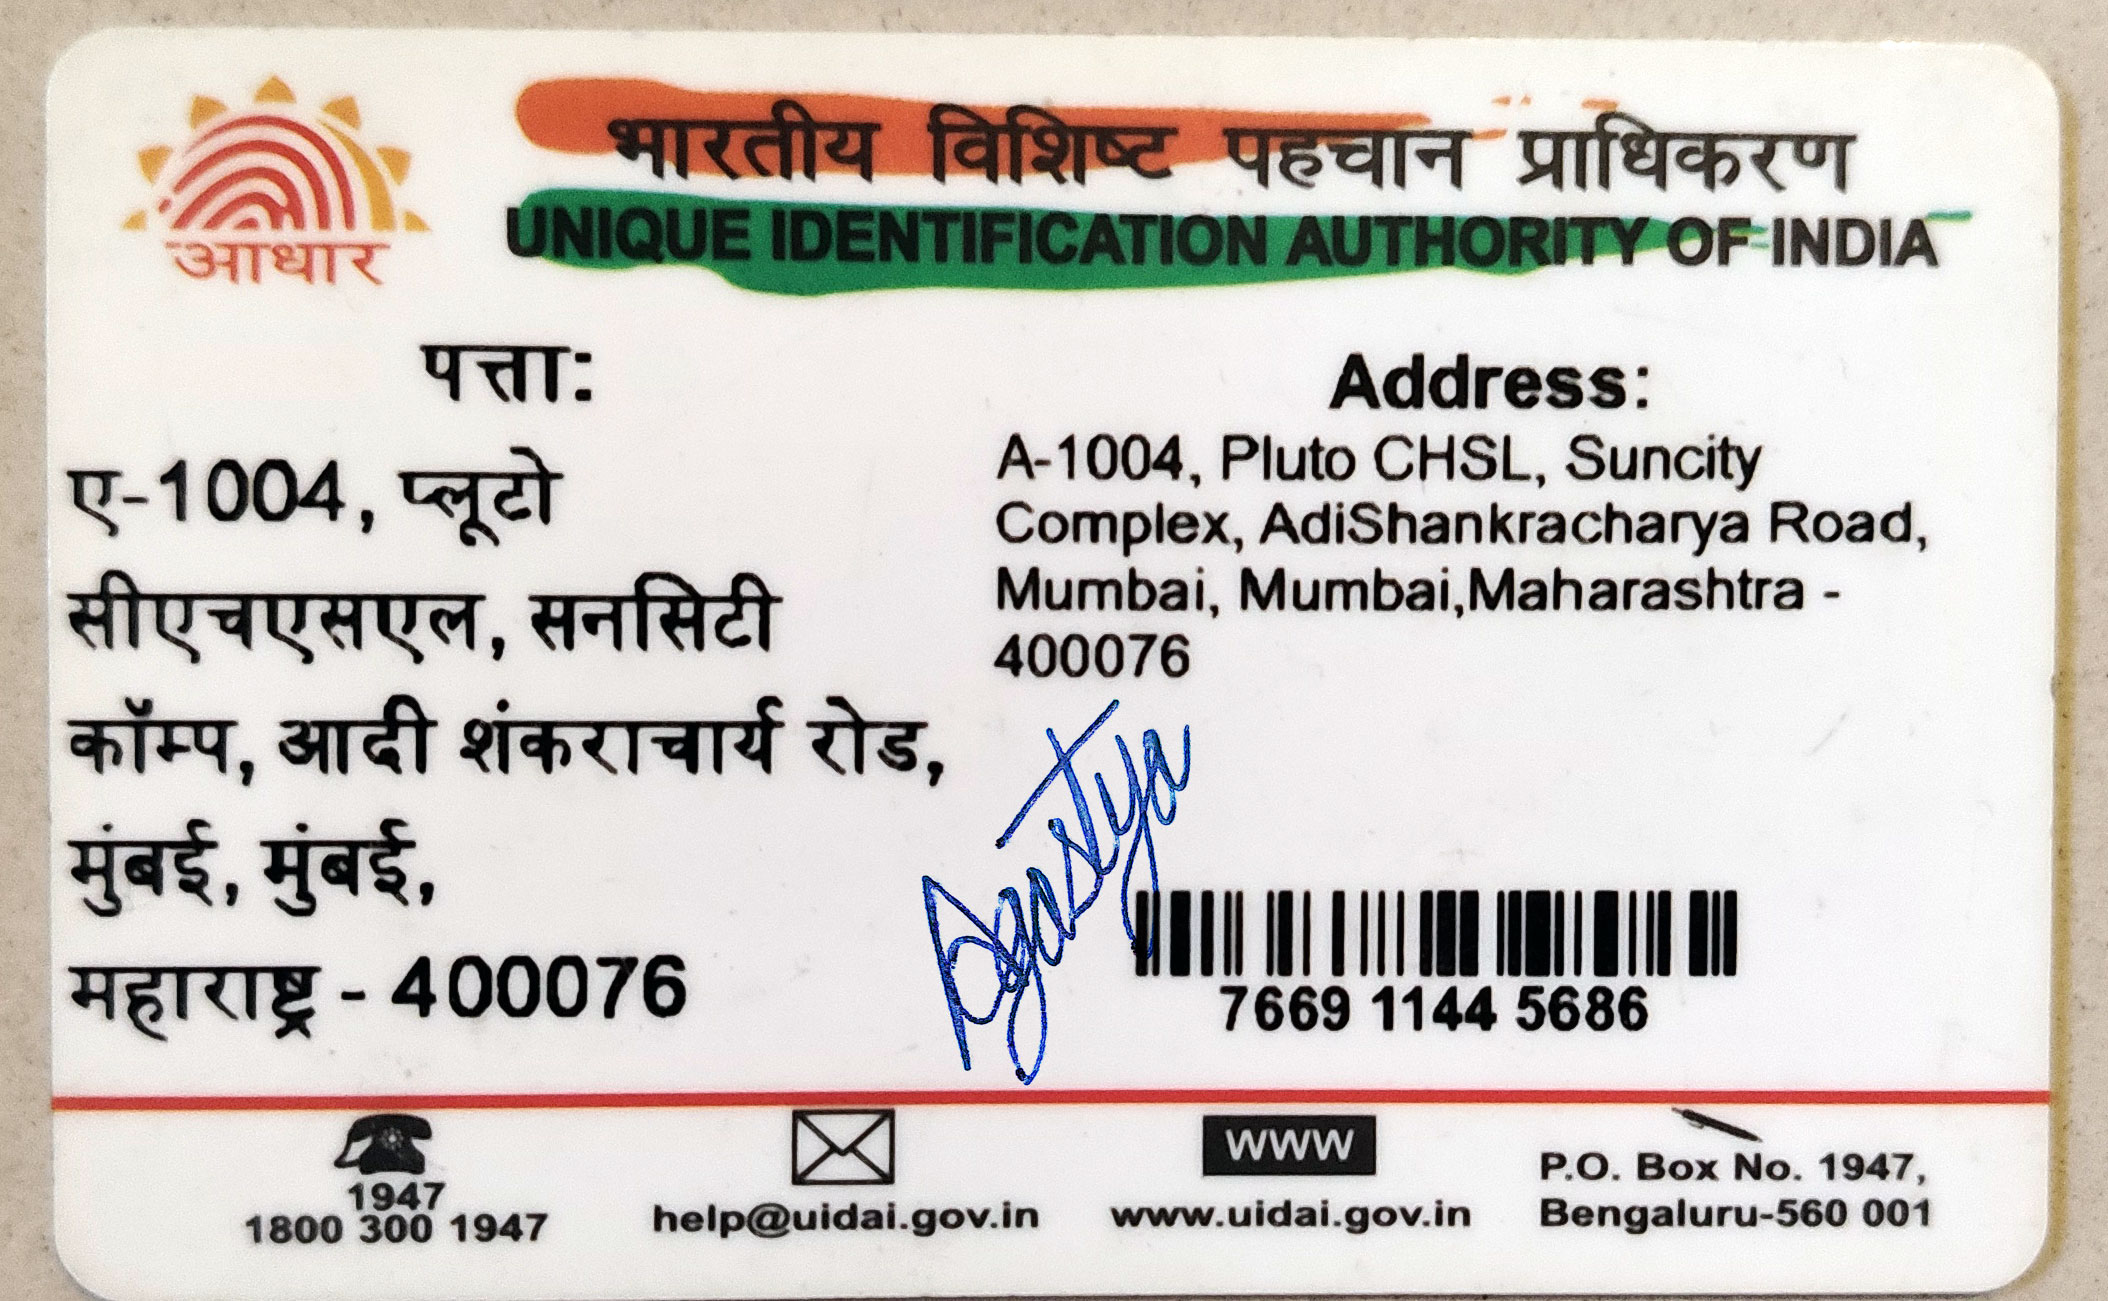 आधार
भारतीय विशिष्ट पहचान प्राधिकरण
UNIQUE IDENTIFICATION AUTHORITY OF INDIA
पत्ता:
ए-1004, प्लूटो
सीएचएसएल, सनसिटी
कॉम्प, आदी शंकराचार्य रोड,
मुंबई, मुंबई,
महाराष्ट्र - 400076
Address:
A-1004, Pluto CHSL, Suncity
Complex, AdiShankracharya Road,
Mumbai, Mumbai,Maharashtra -
400076
Agastya
7669 1144 5686
1947
1800 300 1947
help@uidai.gov.in
WWW
www.uidai.gov.in
P.O. Box No. 1947,
Bengaluru-560 001